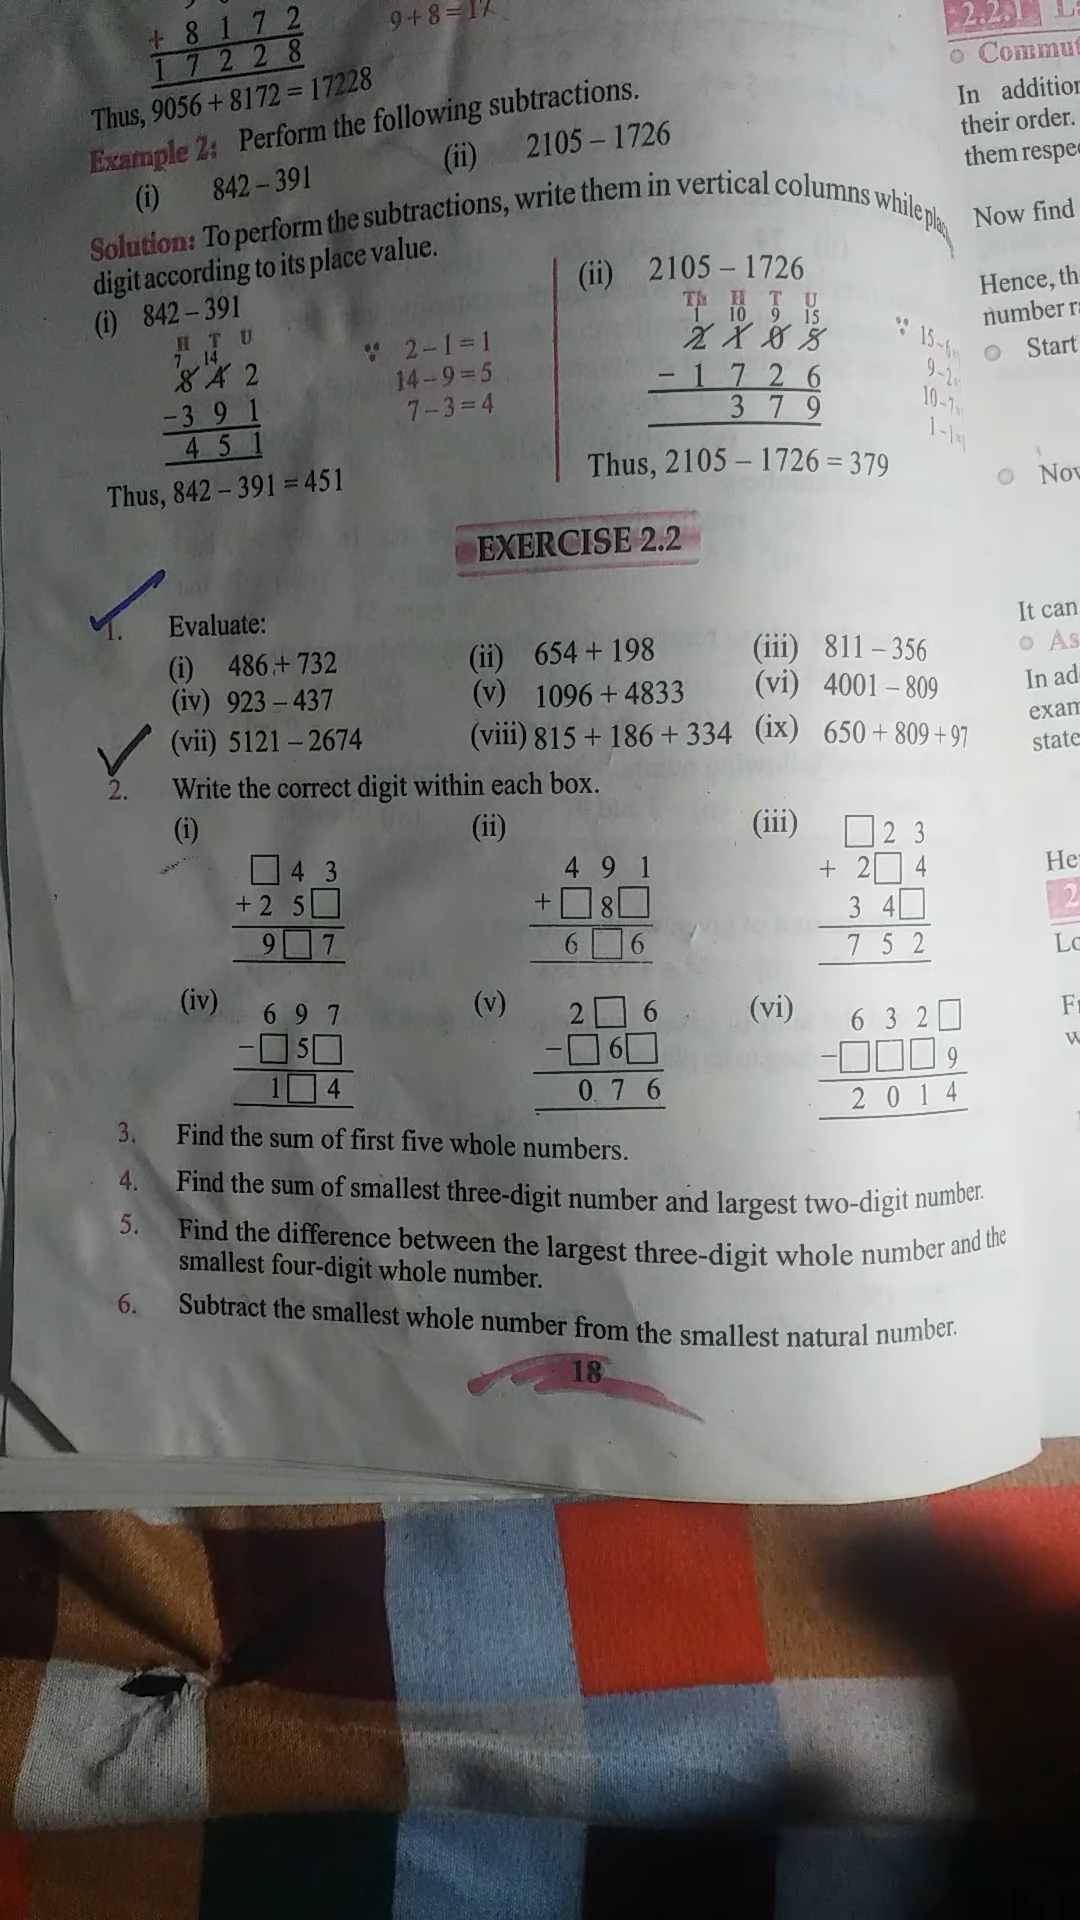 + 8 1 7 2
9+8=17
1 7 2 2 8
Thus, 9056 + 8172 = 17228
Example 2: Perform the following subtractions.
(i) 842 – 391 (ii) 2105 – 1726
Solution: To perform the subtractions, write them in vertical columns while
digit according to its place value.
(i) 842 – 391
H T U
7 14
8 4 2
– 3 9 1
4 5 1
∵ 2 – 1 = 1
14 – 9 = 5
7 – 3 = 4
Thus, 842 – 391 = 451
(ii) 2105 – 1726
Th H T U
1 10 9 15
2 1 0 5
– 1 7 2 6
3 7 9
Thus, 2105 – 1726 = 379
EXERCISE 2.2
1. Evaluate:
(i) 486 + 732 (ii) 654 + 198 (iii) 811 – 356
(iv) 923 – 437 (v) 1096 + 4833 (vi) 4001 – 809
(vii) 5121 – 2674 (viii) 815 + 186 + 334 (ix) 650 + 809 + 97
2. Write the correct digit within each box.
(i)
□ 4 3
+ 2 5 □
9 □ 7
(ii)
4 9 1
+ □ 8 □
6 □ 6
(iii)
□ 2 3
+ 2 □ 4
3 4 □
7 5 2
(iv)
6 9 7
– □ 5 □
1 □ 4
(v)
2 □ 6
– □ 6 □
0 7 6
(vi)
6 3 2 □
– □ □ □ 9
2 0 1 4
3. Find the sum of first five whole numbers.
4. Find the sum of smallest three-digit number and largest two-digit number.
5. Find the difference between the largest three-digit whole number and the
smallest four-digit whole number.
6. Subtract the smallest whole number from the smallest natural number.
18
2.2.1
Commut
In addition
their order.
them respe
Now find
Hence, th
number r
Start
Nov
It can
As
In ad
exam
state
He
2
Lo